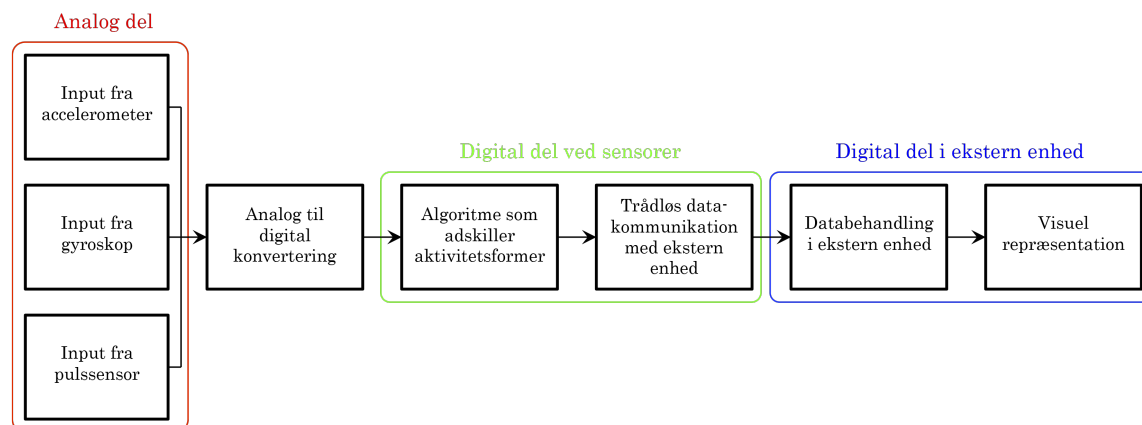 Analog del
Input fra
accelerometer
Input fra
gyroskop
Input fra
pulssensor
Analog til
digital
konvertering
Digital del ved sensorer
Algoritme som
adskiller
aktivitetsformer
Trådløs data-
kommunikation
med ekstern
enhed
Digital del i ekstern enhed
Databehandling
i ekstern enhed
Visuel
repræsentation